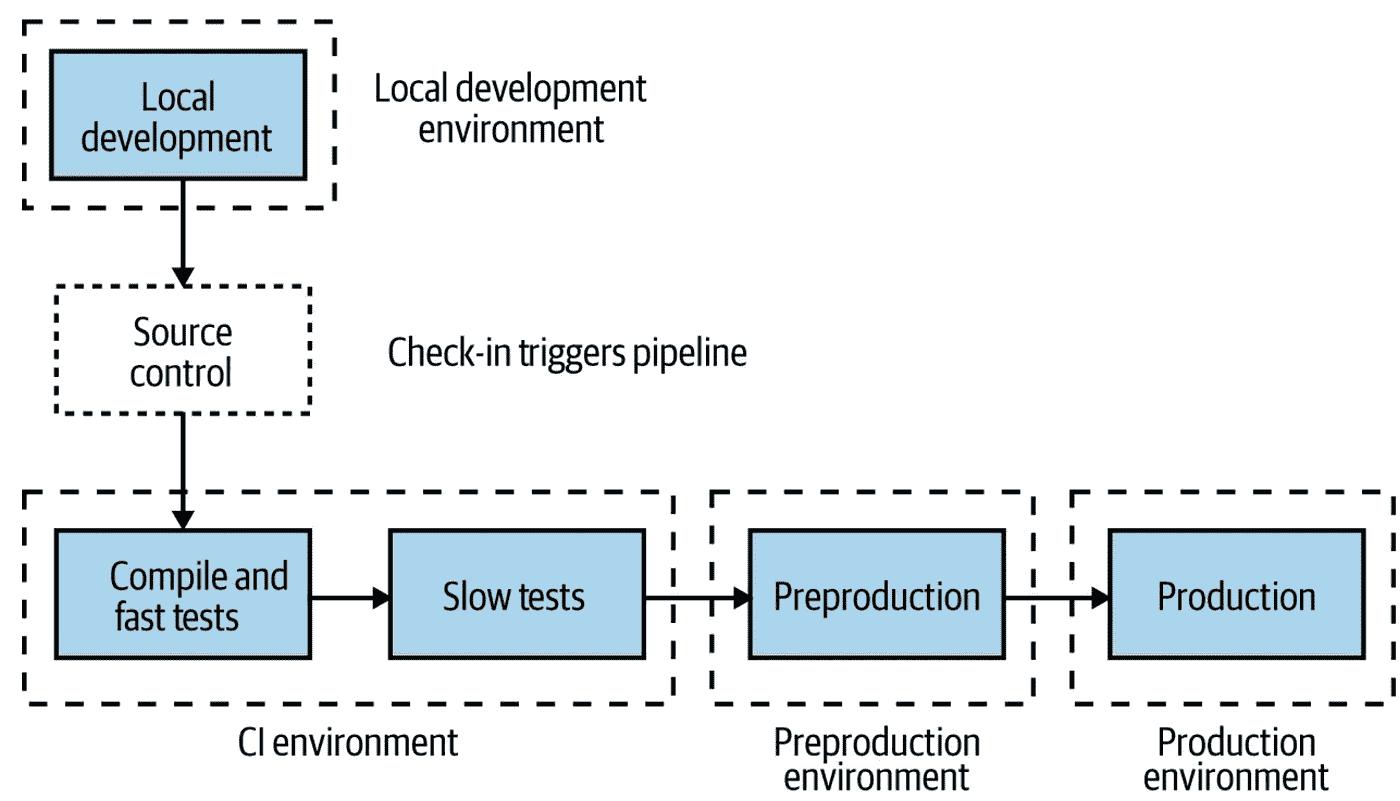 Local
development
Local development
environment
Source
control
Check-in triggers pipeline
Compile and
fast tests
Slow tests
Preproduction
Production
CI environment
Preproduction
environment
Production
environment